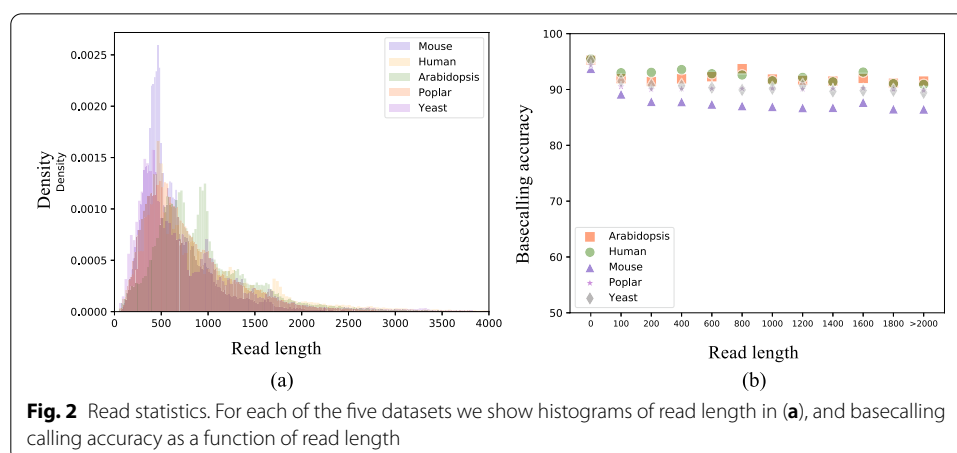 Mouse
Human
Arabidopsis
Poplar
Yeast
0.0025
0.0020
0.0015
0.0010
0.0005
0.0000
Density
Density
0 500 1000 1500 2000 2500 3000 3500 4000
Read length
(a)
100
90
80
70
60
50
Basecalling accuracy
Arabidopsis
Human
Mouse
Poplar
Yeast
0 100 200 400 600 800 1000 1200 1400 1600 1800 >2000
Read length
(b)
Fig. 2 Read statistics. For each of the five datasets we show histograms of read length in (a), and basecalling
calling accuracy as a function of read length